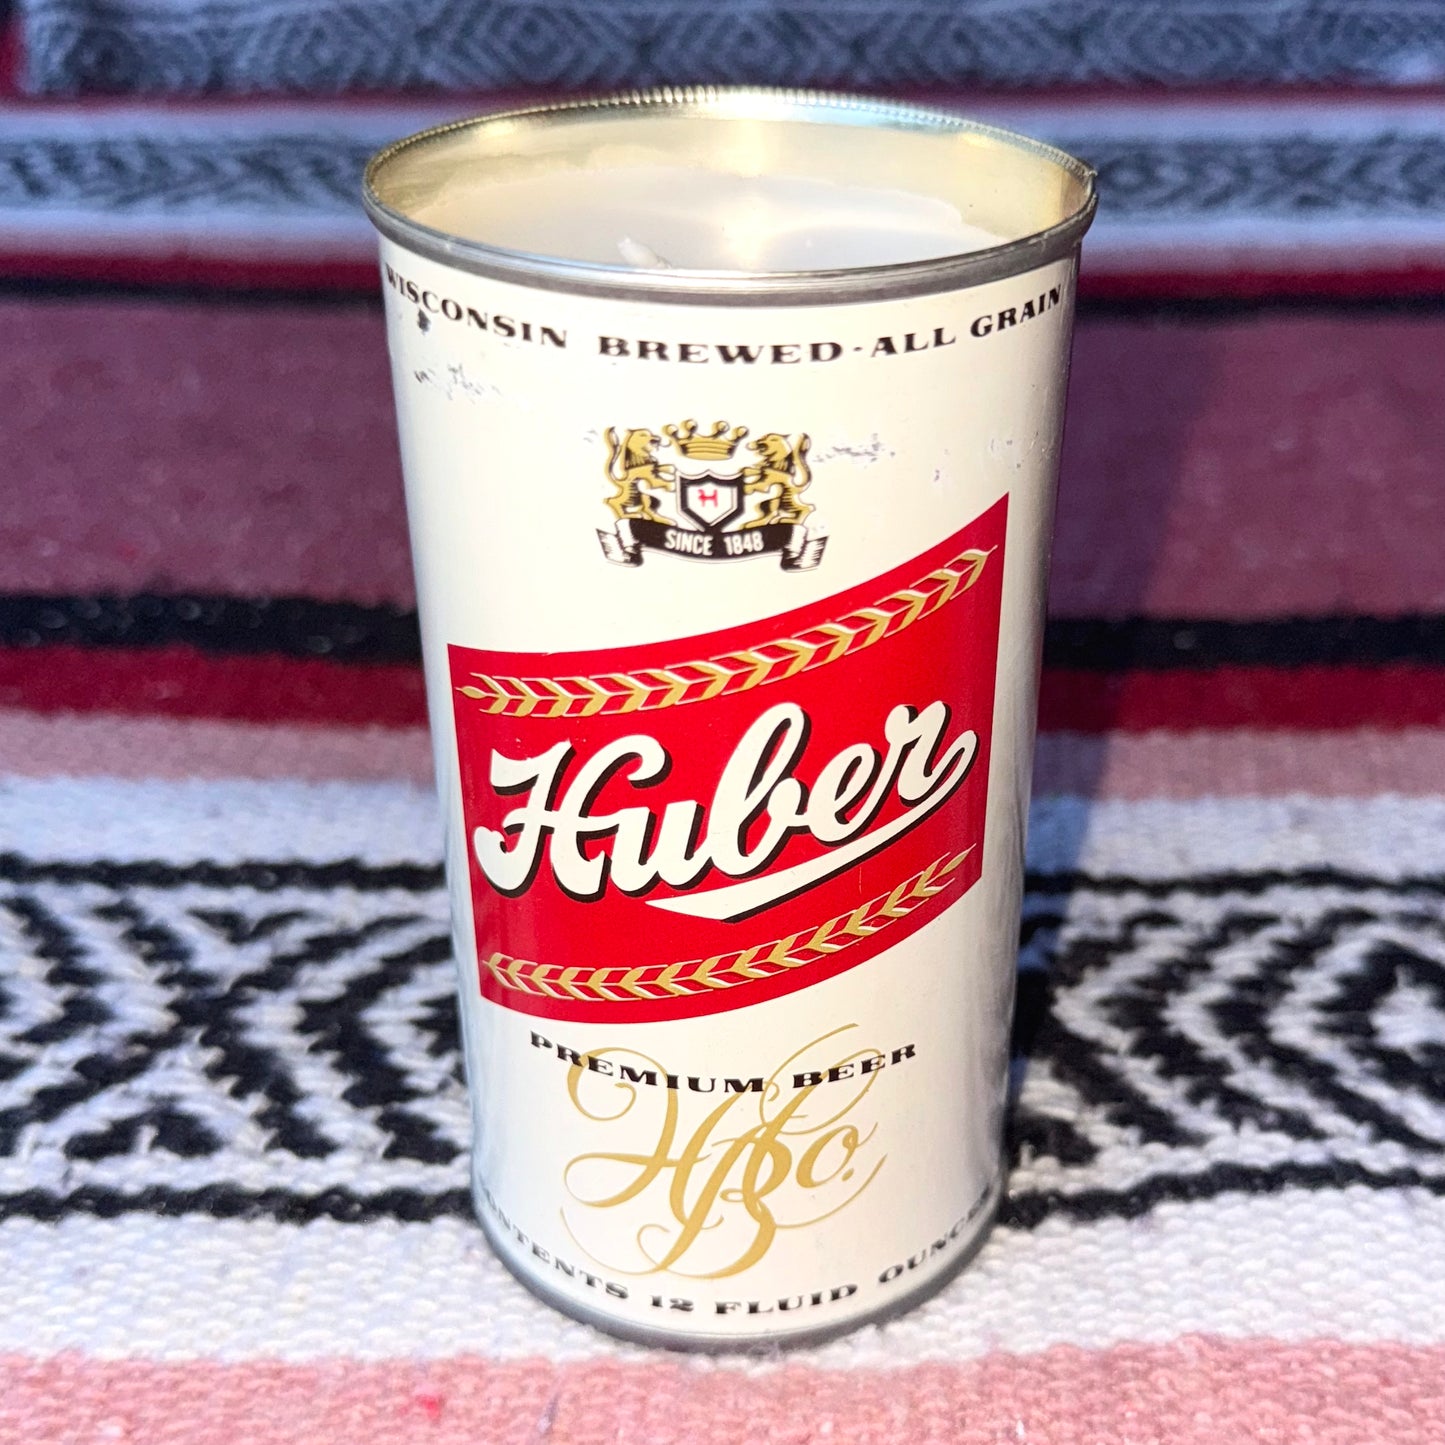 WISCONSIN BREWED-ALL GRAIN
H
SINCE 1848
Huber
PREMIUM BEER
HBCo.
CONTENTS 12 FLUID OUNCES